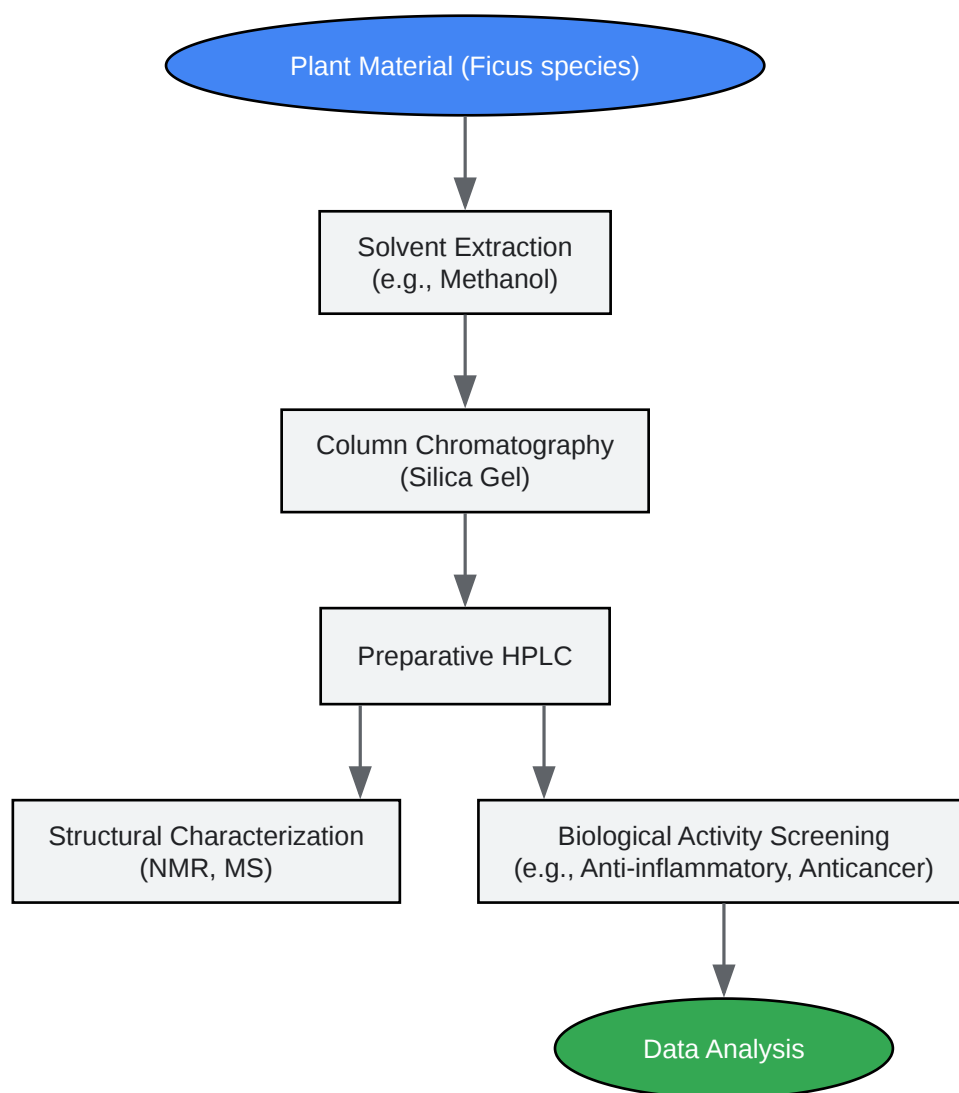 Plant Material (Ficus species)
Solvent Extraction
(e.g., Methanol)
Column Chromatography
(Silica Gel)
Preparative HPLC
Structural Characterization
(NMR, MS)
Biological Activity Screening
(e.g., Anti-inflammatory, Anticancer)
Data Analysis